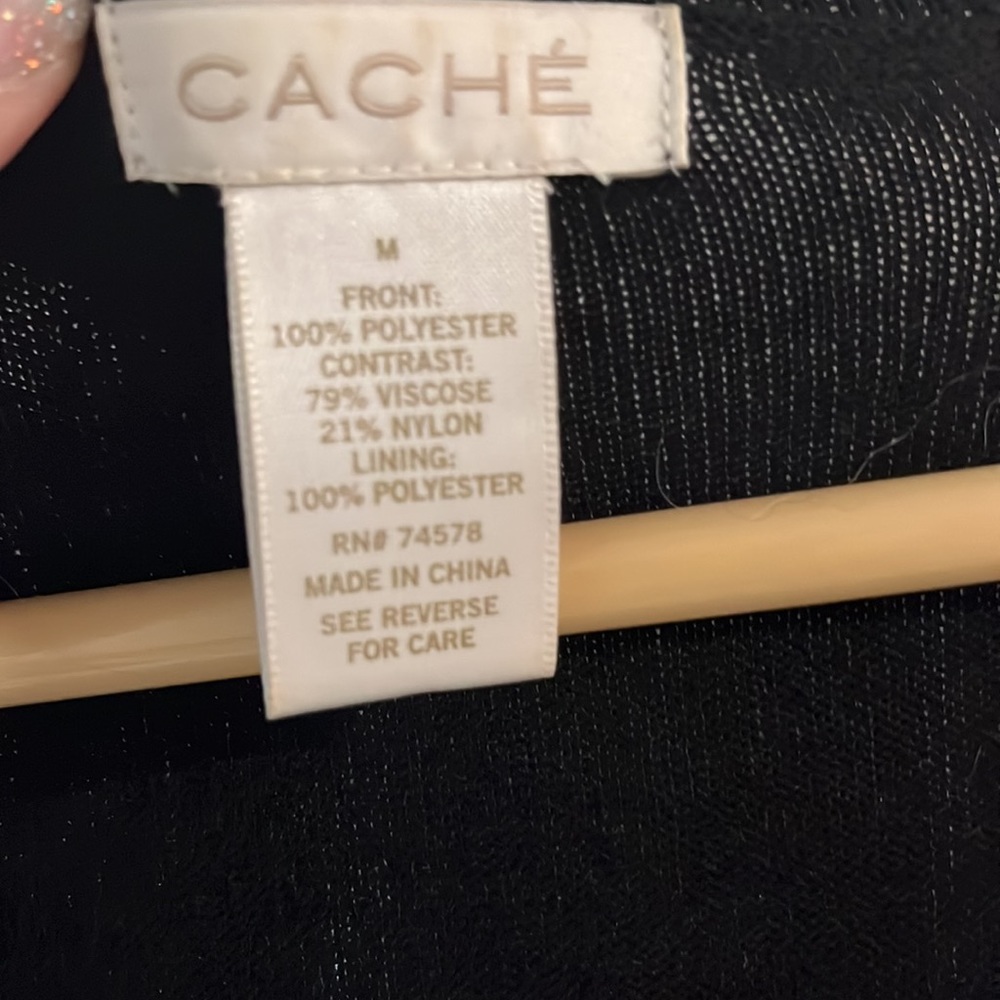 CACHÉ
M
FRONT:
100% POLYESTER
CONTRAST:
79% VISCOSE
21% NYLON
LINING:
100% POLYESTER
RN# 74578
MADE IN CHINA
SEE REVERSE
FOR CARE